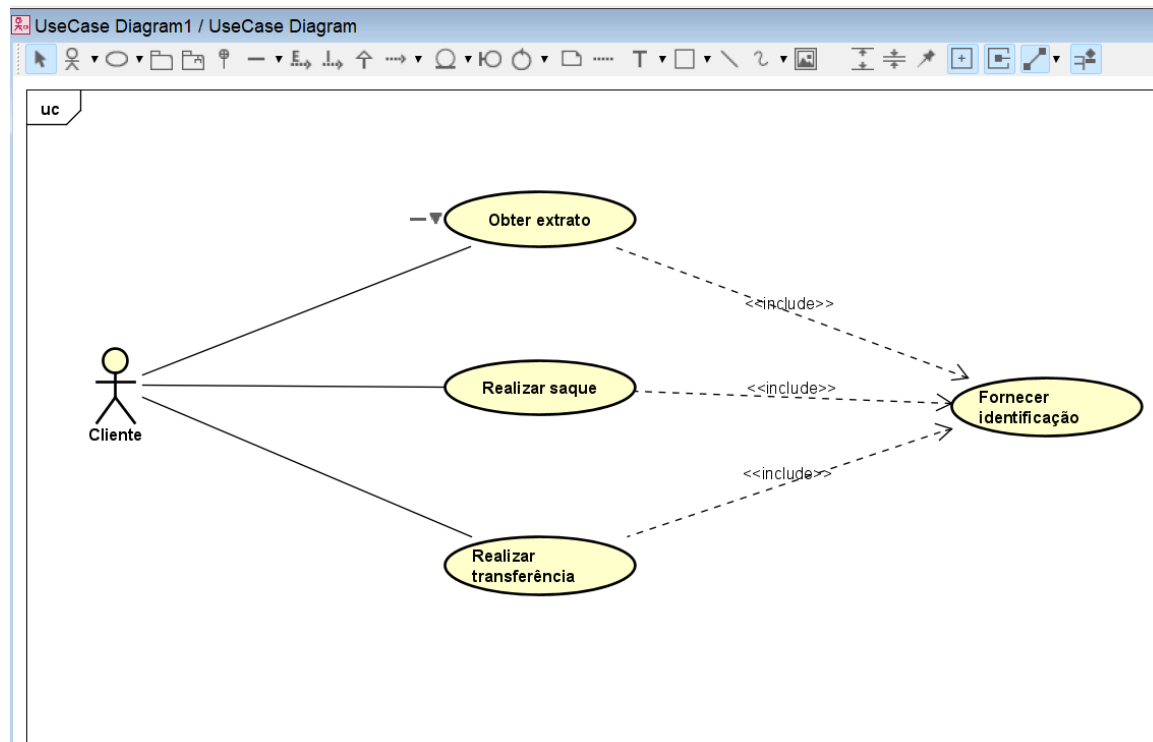 UseCase Diagram1 / UseCase Diagram
uc
Obter extrato
<<include>>
Realizar saque
<<include>>
Fornecer
identificação
Cliente
<<include>>
Realizar
transferência